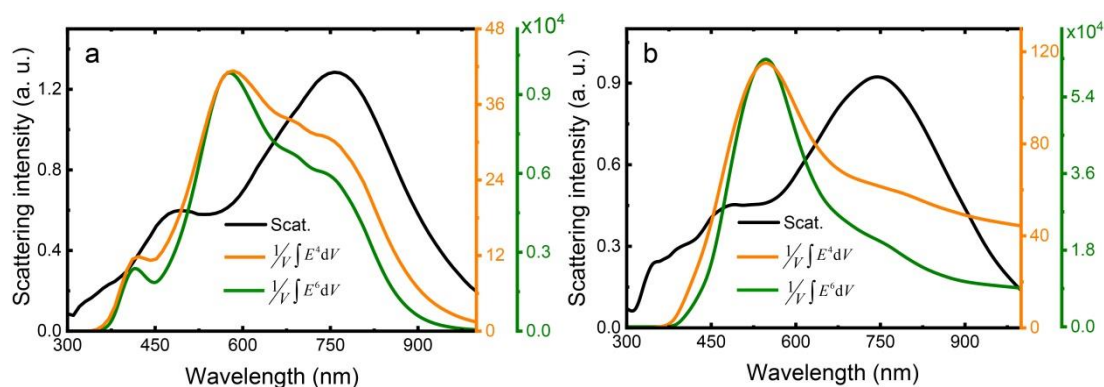 a
Scattering intensity (a. u.)
1.2
0.8
0.4
0.0
300 450 600 750 900
Wavelength (nm)
48
36
24
12
0
×10⁴
0.9
0.6
0.3
0.0
Scat.
1/V ∫ E⁴dV
1/V ∫ E⁶dV
b
Scattering intensity (a. u.)
0.9
0.6
0.3
0.0
300 450 600 750 900
Wavelength (nm)
120
80
40
0
×10⁴
5.4
3.6
1.8
0.0
Scat.
1/V ∫ E⁴dV
1/V ∫ E⁶dV